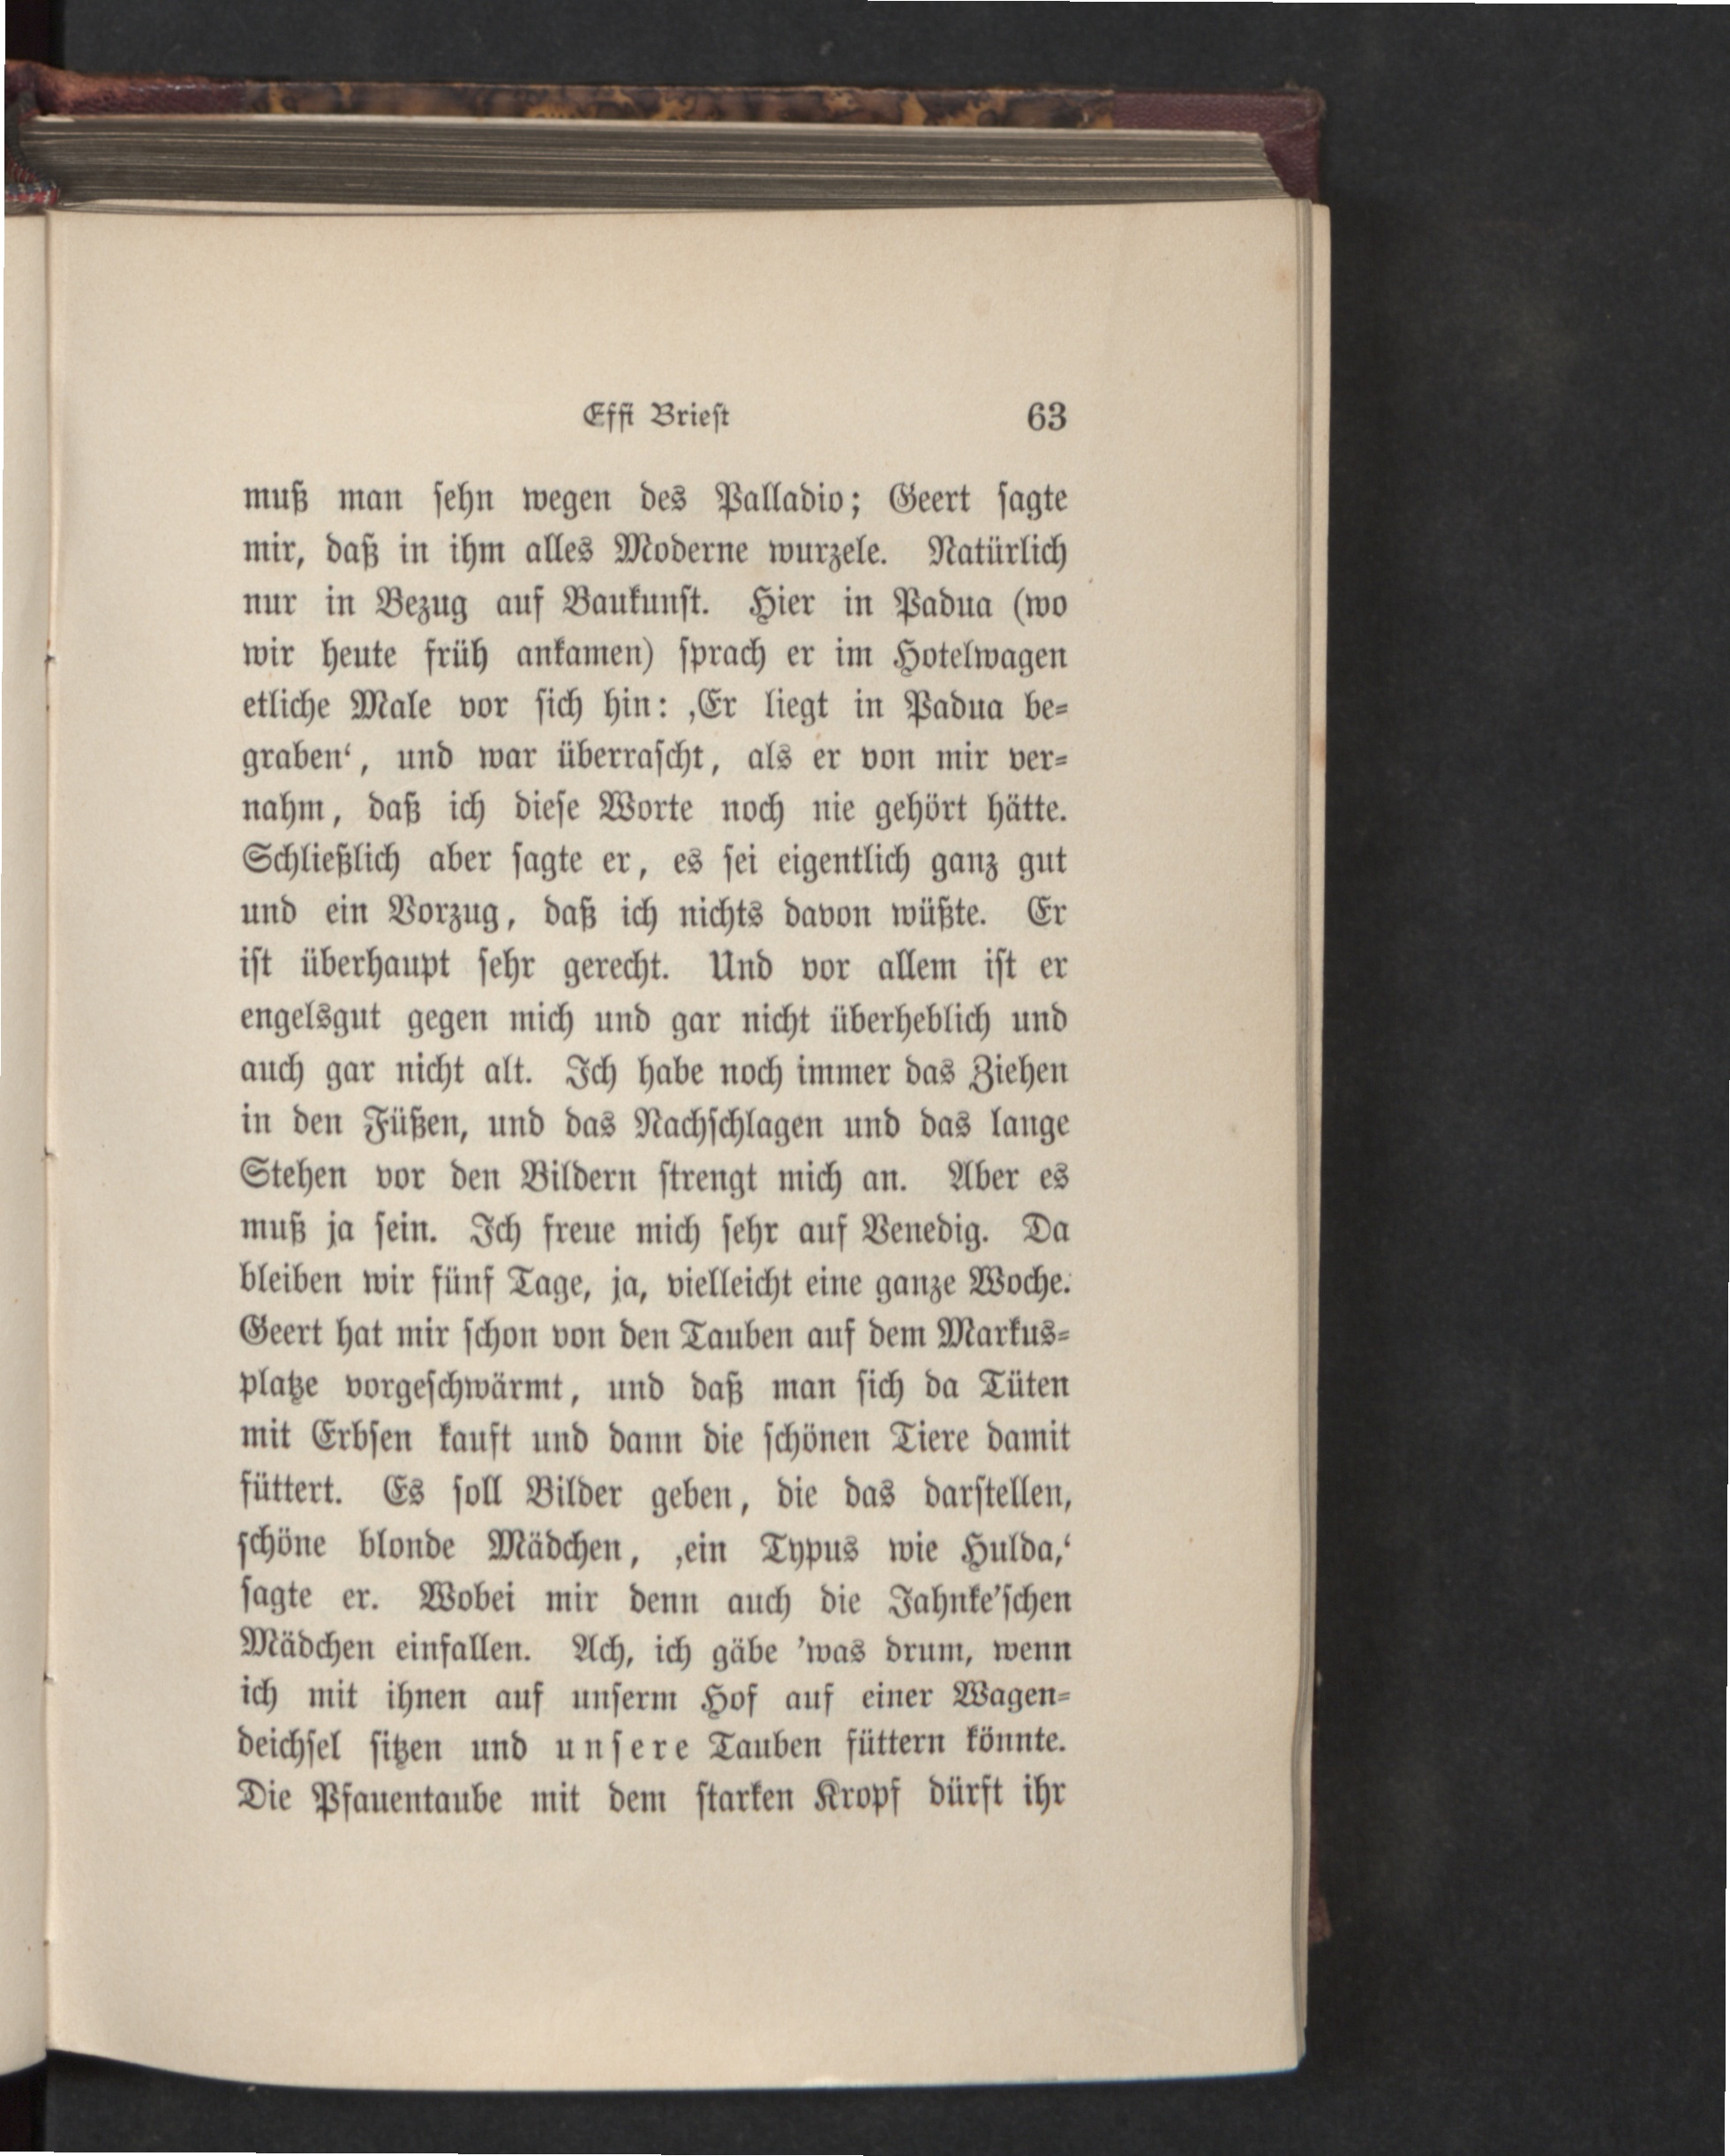 Effi Briest 63
muß man sehn wegen des Palladio; Geert sagte
mir, daß in ihm alles Moderne wurzele. Natürlich
nur in Bezug auf Baukunst. Hier in Padua (wo
wir heute früh ankamen) sprach er im Hotelwagen
etliche Male vor sich hin: ‚Er liegt in Padua be-
graben‘, und war überrascht, als er von mir ver-
nahm, daß ich diese Worte noch nie gehört hätte.
Schließlich aber sagte er, es sei eigentlich ganz gut
und ein Vorzug, daß ich nichts davon wüßte. Er
ist überhaupt sehr gerecht. Und vor allem ist er
engelsgut gegen mich und gar nicht überheblich und
auch gar nicht alt. Ich habe noch immer das Ziehen
in den Füßen, und das Nachschlagen und das lange
Stehen vor den Bildern strengt mich an. Aber es
muß ja sein. Ich freue mich sehr auf Venedig. Da
bleiben wir fünf Tage, ja, vielleicht eine ganze Woche.
Geert hat mir schon von den Tauben auf dem Markus-
platze vorgeschwärmt, und daß man sich da Tüten
mit Erbsen kauft und dann die schönen Tiere damit
füttert. Es soll Bilder geben, die das darstellen,
schöne blonde Mädchen, ‚ein Typus wie Hulda,‘
sagte er. Wobei mir denn auch die Jahnke’schen
Mädchen einfallen. Ach, ich gäbe ’was drum, wenn
ich mit ihnen auf unserm Hof auf einer Wagen-
deichsel sitzen und unsere Tauben füttern könnte.
Die Pfauentaube mit dem starken Kropf dürft ihr